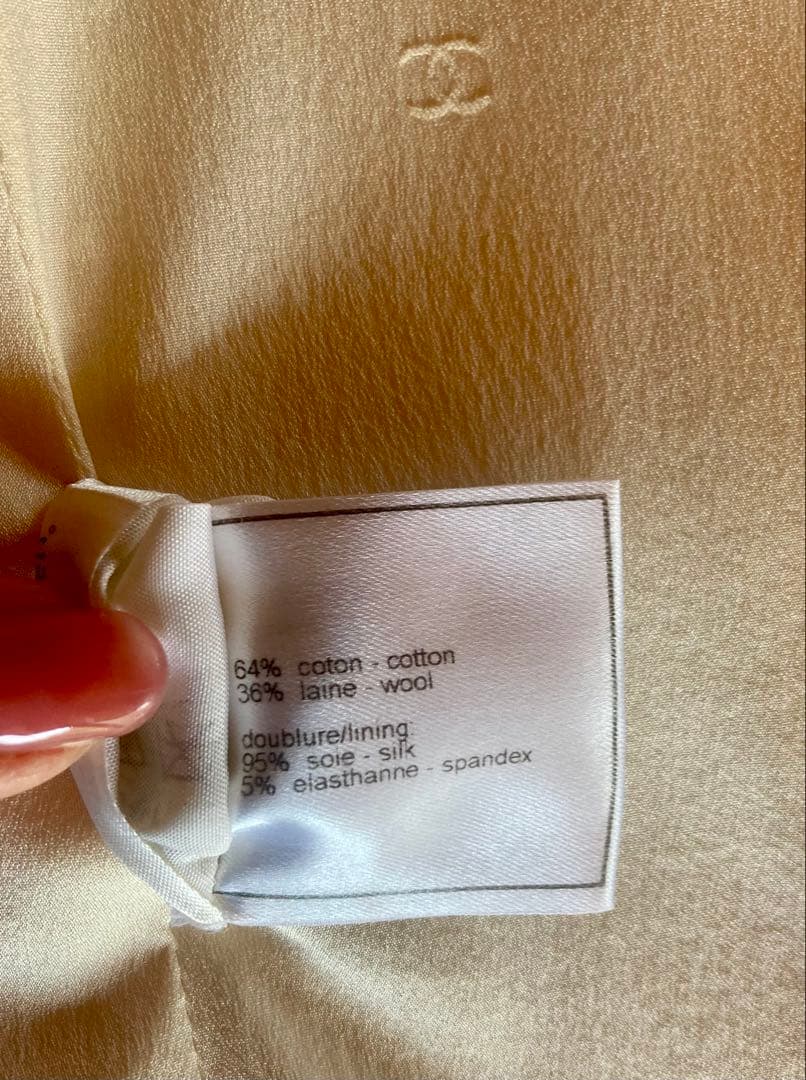 64% coton - cotton
36% laine - wool
doublure/lining:
95% soie - silk
5% elasthanne - spandex